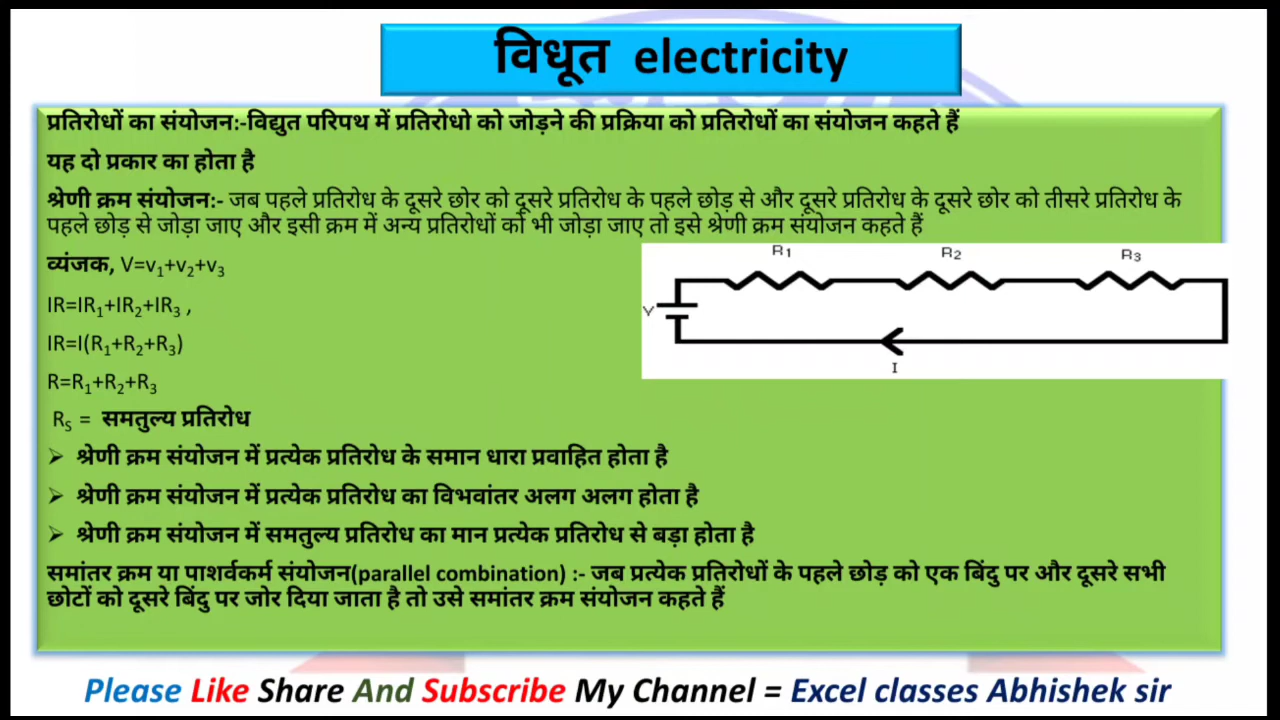 विधूत electricity
प्रतिरोधों का संयोजन:-विद्युत परिपथ में प्रतिरोधो को जोड़ने की प्रक्रिया को प्रतिरोधों का संयोजन कहते हैं
यह दो प्रकार का होता है
श्रेणी क्रम संयोजन:- जब पहले प्रतिरोध के दूसरे छोर को दूसरे प्रतिरोध के पहले छोड़ से और दूसरे प्रतिरोध के दूसरे छोर को तीसरे प्रतिरोध के
पहले छोड़ से जोड़ा जाए और इसी क्रम में अन्य प्रतिरोधों को भी जोड़ा जाए तो इसे श्रेणी क्रम संयोजन कहते हैं
व्यंजक, V=v₁+v₂+v₃
IR=IR₁+IR₂+IR₃ ,
IR=I(R₁+R₂+R₃)
R=R₁+R₂+R₃
R1 R2 R3
V
I
Rₛ = समतुल्य प्रतिरोध
➢ श्रेणी क्रम संयोजन में प्रत्येक प्रतिरोध के समान धारा प्रवाहित होता है
➢ श्रेणी क्रम संयोजन में प्रत्येक प्रतिरोध का विभवांतर अलग अलग होता है
➢ श्रेणी क्रम संयोजन में समतुल्य प्रतिरोध का मान प्रत्येक प्रतिरोध से बड़ा होता है
समांतर क्रम या पाशर्वकर्म संयोजन(parallel combination) :- जब प्रत्येक प्रतिरोधों के पहले छोड़ को एक बिंदु पर और दूसरे सभी
छोटों को दूसरे बिंदु पर जोर दिया जाता है तो उसे समांतर क्रम संयोजन कहते हैं
Please Like Share And Subscribe My Channel = Excel classes Abhishek sir